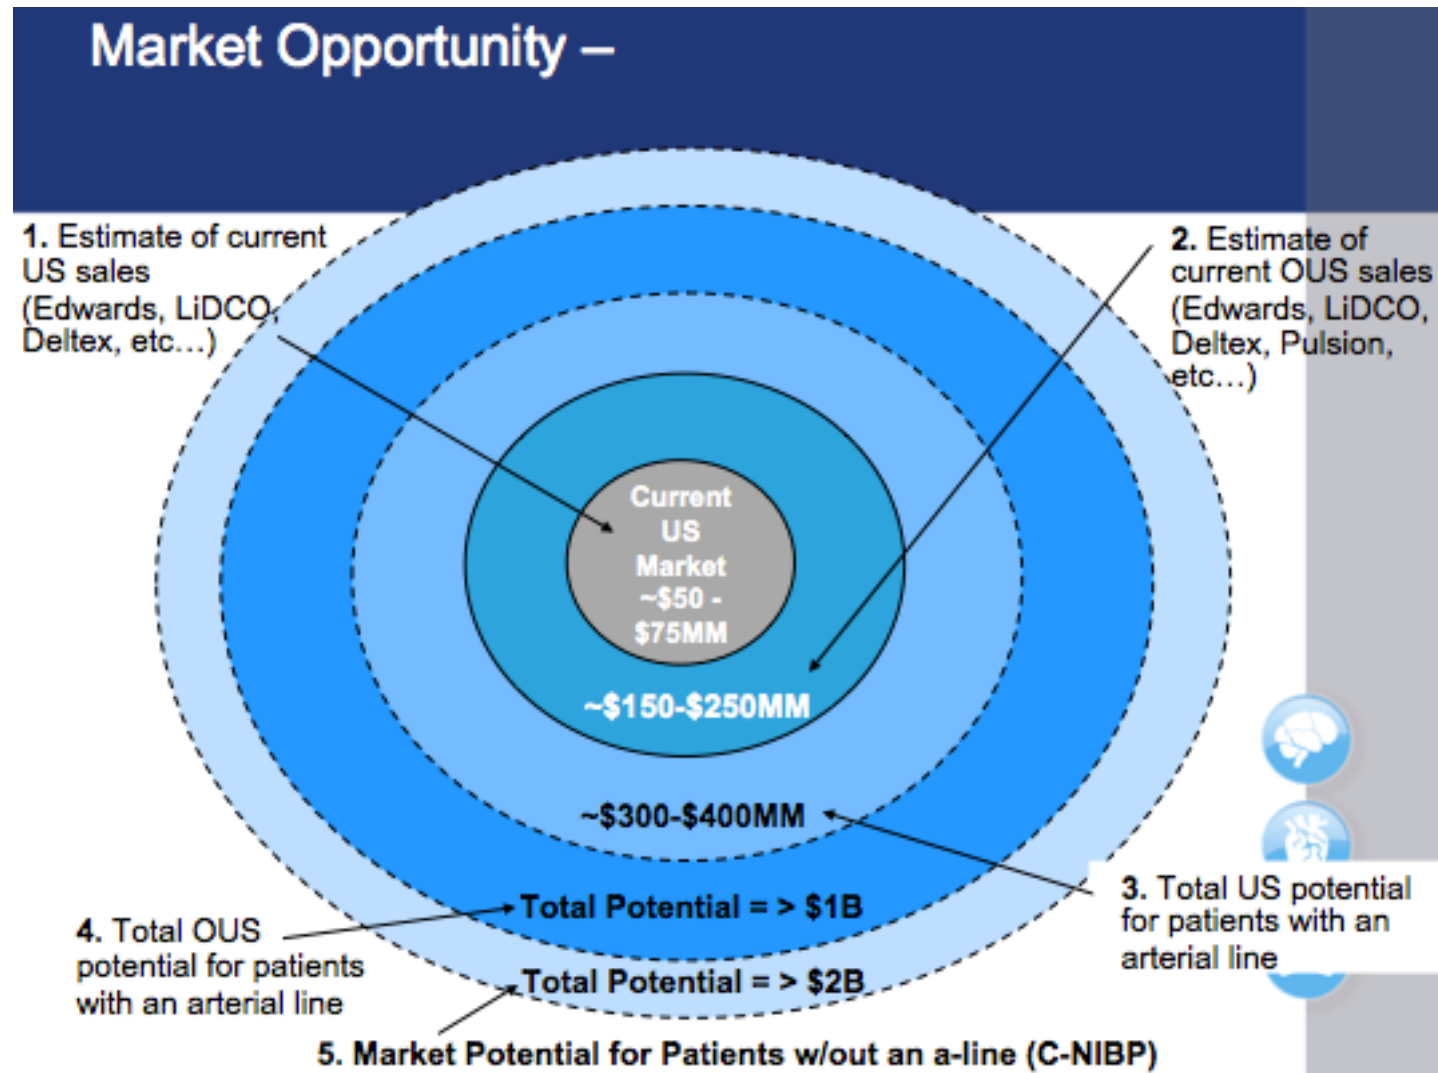 Market Opportunity –
1. Estimate of current
US sales
(Edwards, LiDCO,
Deltex, etc…)
2. Estimate of
current OUS sales
(Edwards, LiDCO,
Deltex, Pulsion,
etc…)
Current
US
Market
~$50 -
$75MM
~$150-$250MM
~$300-$400MM
3. Total US potential
for patients with an
arterial line
Total Potential = > $1B
4. Total OUS
potential for patients
with an arterial line
Total Potential = > $2B
5. Market Potential for Patients w/out an a-line (C-NIBP)